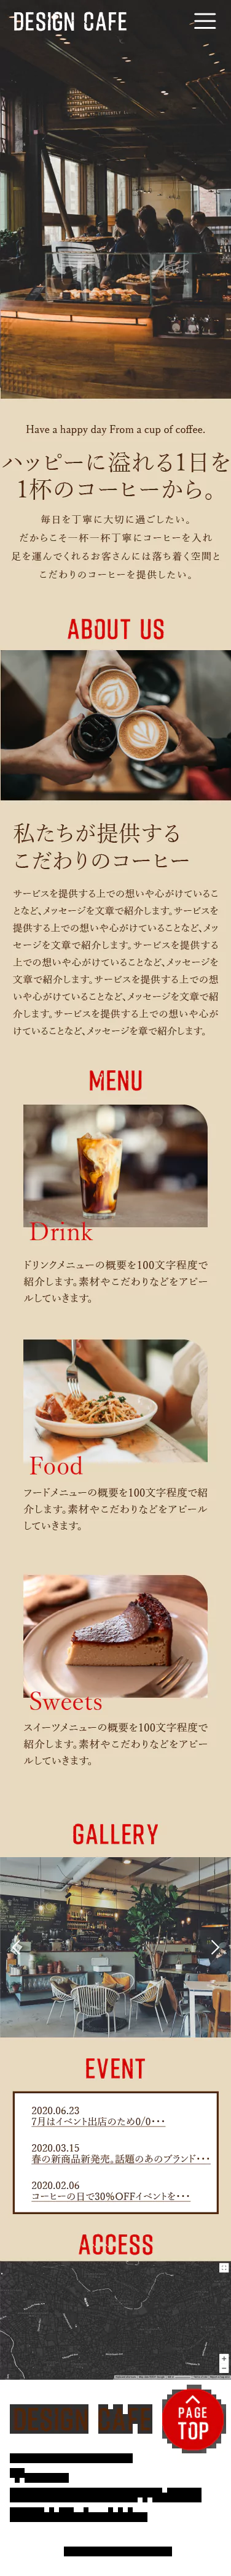 DESIGN CAFE
Have a happy day From a cup of coffee.
ハッピーに溢れる1日を
1杯のコーヒーから。
毎日を丁寧に大切に過ごしたい。
だからこそ一杯一杯丁寧にコーヒーを入れ
足を運んでくれるお客さんには落ち着く空間と
こだわりのコーヒーを提供したい。
ABOUT US
私たちが提供する
こだわりのコーヒー
サービスを提供する上での想いや心がけているこ
となど、メッセージを文章で紹介します。サービスを
提供する上での想いや心がけていることなど、メッ
セージを文章で紹介します。サービスを提供する
上での想いや心がけていることなど、メッセージを
文章で紹介します。サービスを提供する上での想
いや心がけていることなど、メッセージを文章で紹
介します。サービスを提供する上での想いや心が
けていることなど、メッセージを章で紹介します。
MENU
Drink
ドリンクメニューの概要を100文字程度で
紹介します。素材やこだわりなどをアピー
ルしていきます。
Food
フードメニューの概要を100文字程度で紹
介します。素材やこだわりなどをアピール
していきます。
Sweets
スイーツメニューの概要を100文字程度で
紹介します。素材やこだわりなどをアピー
ルしていきます。
GALLERY
EVENT
2020.06.23
7月はイベント出店のため0/0・・・
2020.03.15
春の新商品新発売。話題のあのブランド・・・
2020.02.06
コーヒーの日で30%OFFイベントを・・・
ACCESS
DESIGN CAFE
PAGE
TOP